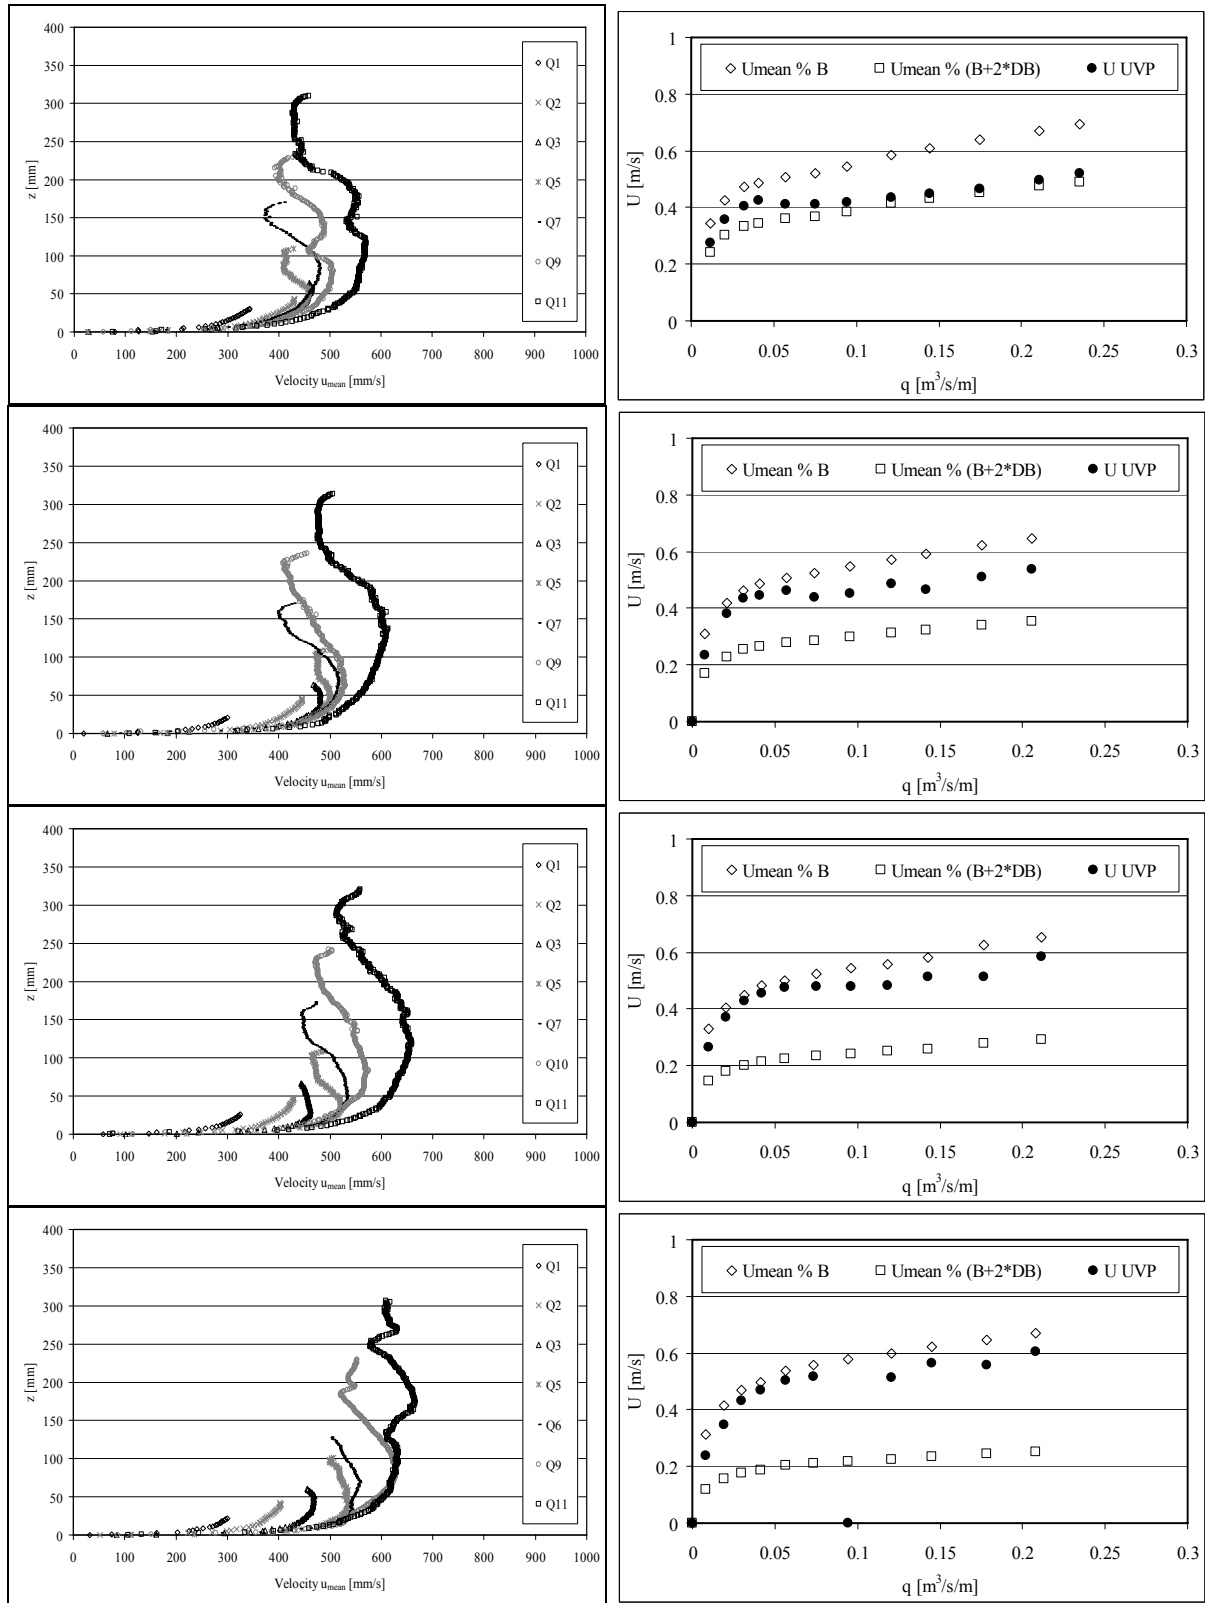 400
350
300
250
200
150
100
50
0
z [mm]
0 100 200 300 400 500 600 700 800 900 1000
Velocity umean [mm/s]
Q1
Q2
Q3
Q5
Q7
Q9
Q11
Umean % B Umean % (B+2*DB) U UVP
1
0.8
0.6
0.4
0.2
0
U [m/s]
0 0.05 0.1 0.15 0.2 0.25 0.3
q [m³/s/m]
400
350
300
250
200
150
100
50
0
z [mm]
0 100 200 300 400 500 600 700 800 900 1000
Velocity umean [mm/s]
Q1
Q2
Q3
Q5
Q7
Q9
Q11
Umean % B Umean % (B+2*DB) U UVP
1
0.8
0.6
0.4
0.2
0
U [m/s]
0 0.05 0.1 0.15 0.2 0.25 0.3
q [m³/s/m]
400
350
300
250
200
150
100
50
0
z [mm]
0 100 200 300 400 500 600 700 800 900 1000
Velocity umean [mm/s]
Q1
Q2
Q3
Q5
Q7
Q10
Q11
Umean % B Umean % (B+2*DB) U UVP
1
0.8
0.6
0.4
0.2
0
U [m/s]
0 0.05 0.1 0.15 0.2 0.25 0.3
q [m³/s/m]
400
350
300
250
200
150
100
50
0
z [mm]
0 100 200 300 400 500 600 700 800 900 1000
Velocity umean [mm/s]
Q1
Q2
Q3
Q5
Q6
Q9
Q11
Umean % B Umean % (B+2*DB) U UVP
1
0.8
0.6
0.4
0.2
0
U [m/s]
0 0.05 0.1 0.15 0.2 0.25 0.3
q [m³/s/m]